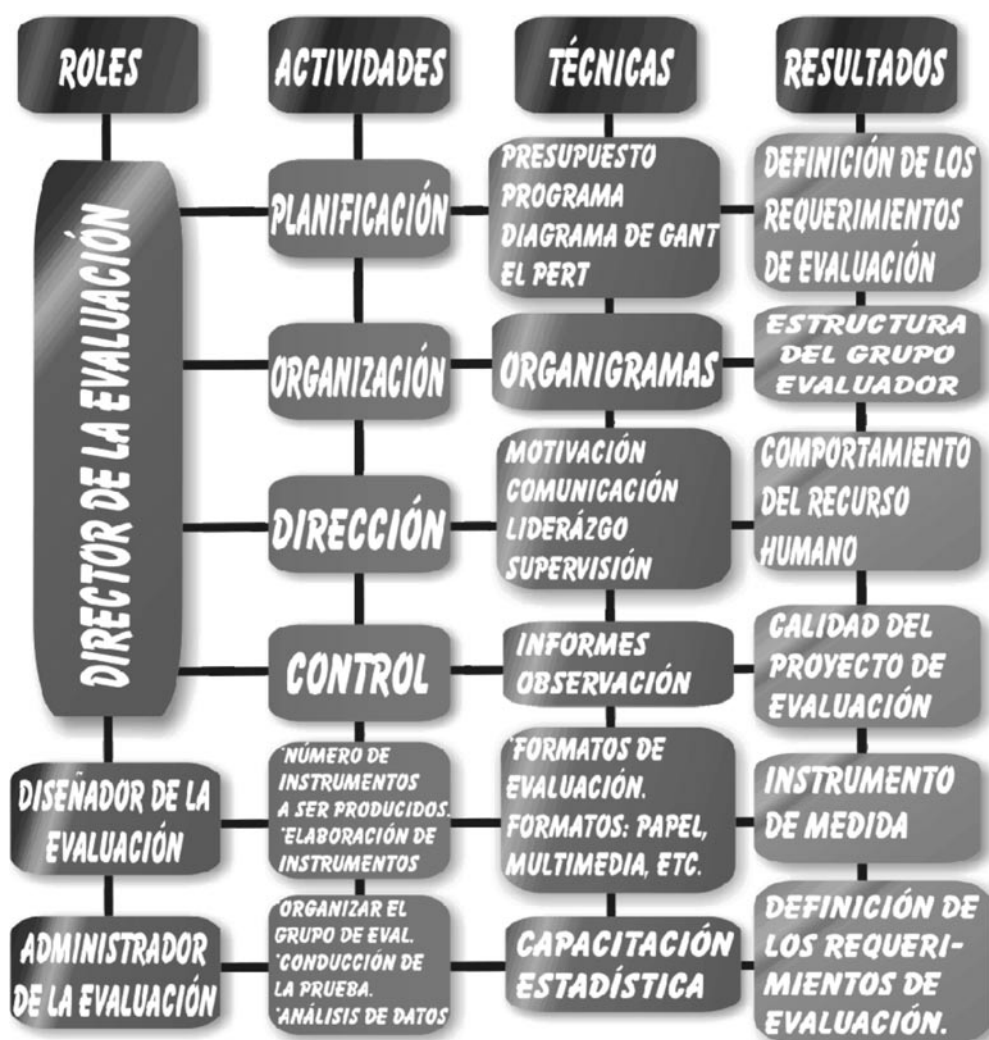 ROLES
ACTIVIDADES
TÉCNICAS
RESULTADOS
DIRECTOR DE LA EVALUACIÓN
PLANIFICACIÓN
PRESUPUESTO
PROGRAMA
DIAGRAMA DE GANT
EL PERT
DEFINICIÓN DE LOS
REQUERIMIENTOS
DE EVALUACIÓN
ORGANIZACIÓN
ORGANIGRAMAS
ESTRUCTURA
DEL GRUPO
EVALUADOR
DIRECCIÓN
MOTIVACIÓN
COMUNICACIÓN
LIDERÁZGO
SUPERVISIÓN
COMPORTAMIENTO
DEL RECURSO
HUMANO
CONTROL
INFORMES
OBSERVACIÓN
CALIDAD DEL
PROYECTO DE
EVALUACIÓN
DISEÑADOR DE LA
EVALUACIÓN
*NÚMERO DE
INSTRUMENTOS
A SER PRODUCIDOS.
*ELABORACIÓN DE
INSTRUMENTOS
*FORMATOS DE
EVALUACIÓN.
FORMATOS: PAPEL,
MULTIMEDIA, ETC.
INSTRUMENTO
DE MEDIDA
ADMINISTRADOR
DE LA EVALUACIÓN
*ORGANIZAR EL
GRUPO DE EVAL.
*CONDUCCIÓN DE
LA PRUEBA.
*ANÁLISIS DE DATOS
CAPACITACIÓN
ESTADÍSTICA
DEFINICIÓN DE
LOS REQUERI-
MIENTOS DE
EVALUACIÓN.